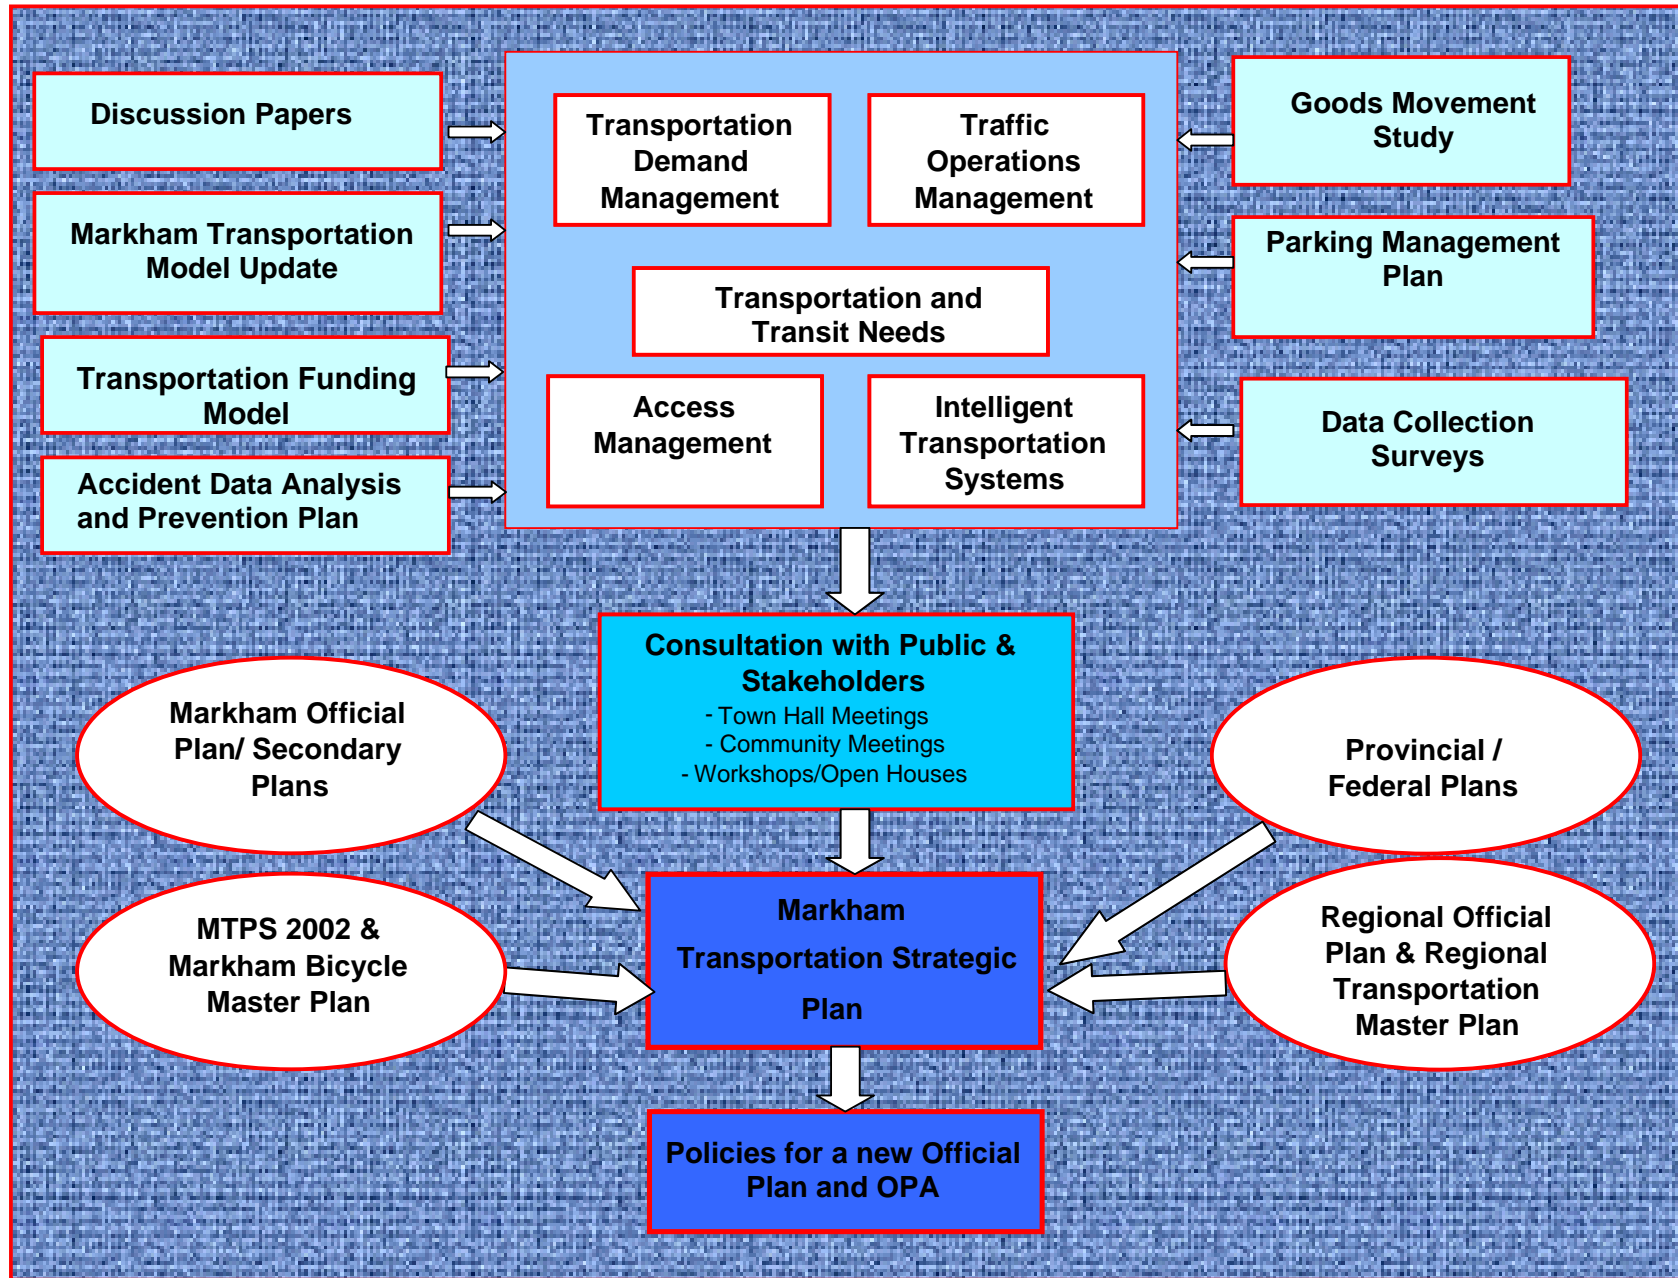 Discussion Papers
Markham Transportation
Model Update
Transportation Funding
Model
Accident Data Analysis
and Prevention Plan
Transportation
Demand
Management
Traffic
Operations
Management
Transportation and
Transit Needs
Access
Management
Intelligent
Transportation
Systems
Goods Movement
Study
Parking Management
Plan
Data Collection
Surveys
Consultation with Public &
Stakeholders
- Town Hall Meetings
- Community Meetings
- Workshops/Open Houses
Markham Official
Plan/ Secondary
Plans
MTPS 2002 &
Markham Bicycle
Master Plan
Provincial /
Federal Plans
Regional Official
Plan & Regional
Transportation
Master Plan
Markham
Transportation Strategic
Plan
Policies for a new Official
Plan and OPA